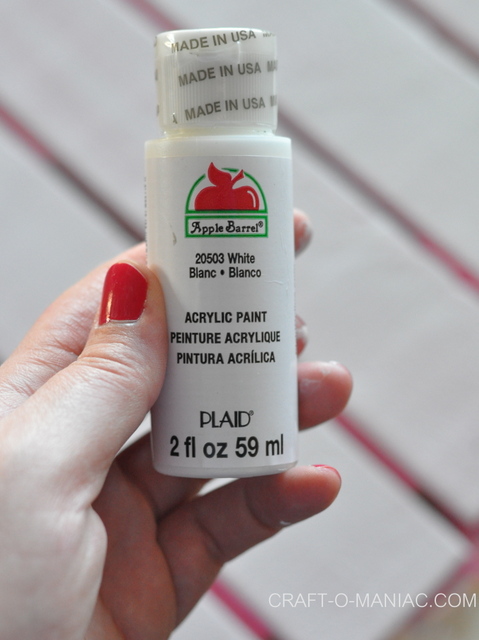 MADE IN USA
MADE IN USA
MADE IN USA
Apple Barrel®
20503 White
Blanc • Blanco
ACRYLIC PAINT
PEINTURE ACRYLIQUE
PINTURA ACRÍLICA
PLAID®
2 fl oz 59 ml
CRAFT-O-MANIAC.COM